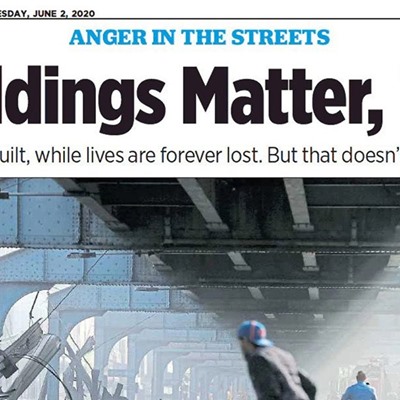 ESDAY, JUNE 2, 2020
ANGER IN THE STREETS
ldings Matter,
uilt, while lives are forever lost. But that doesn't